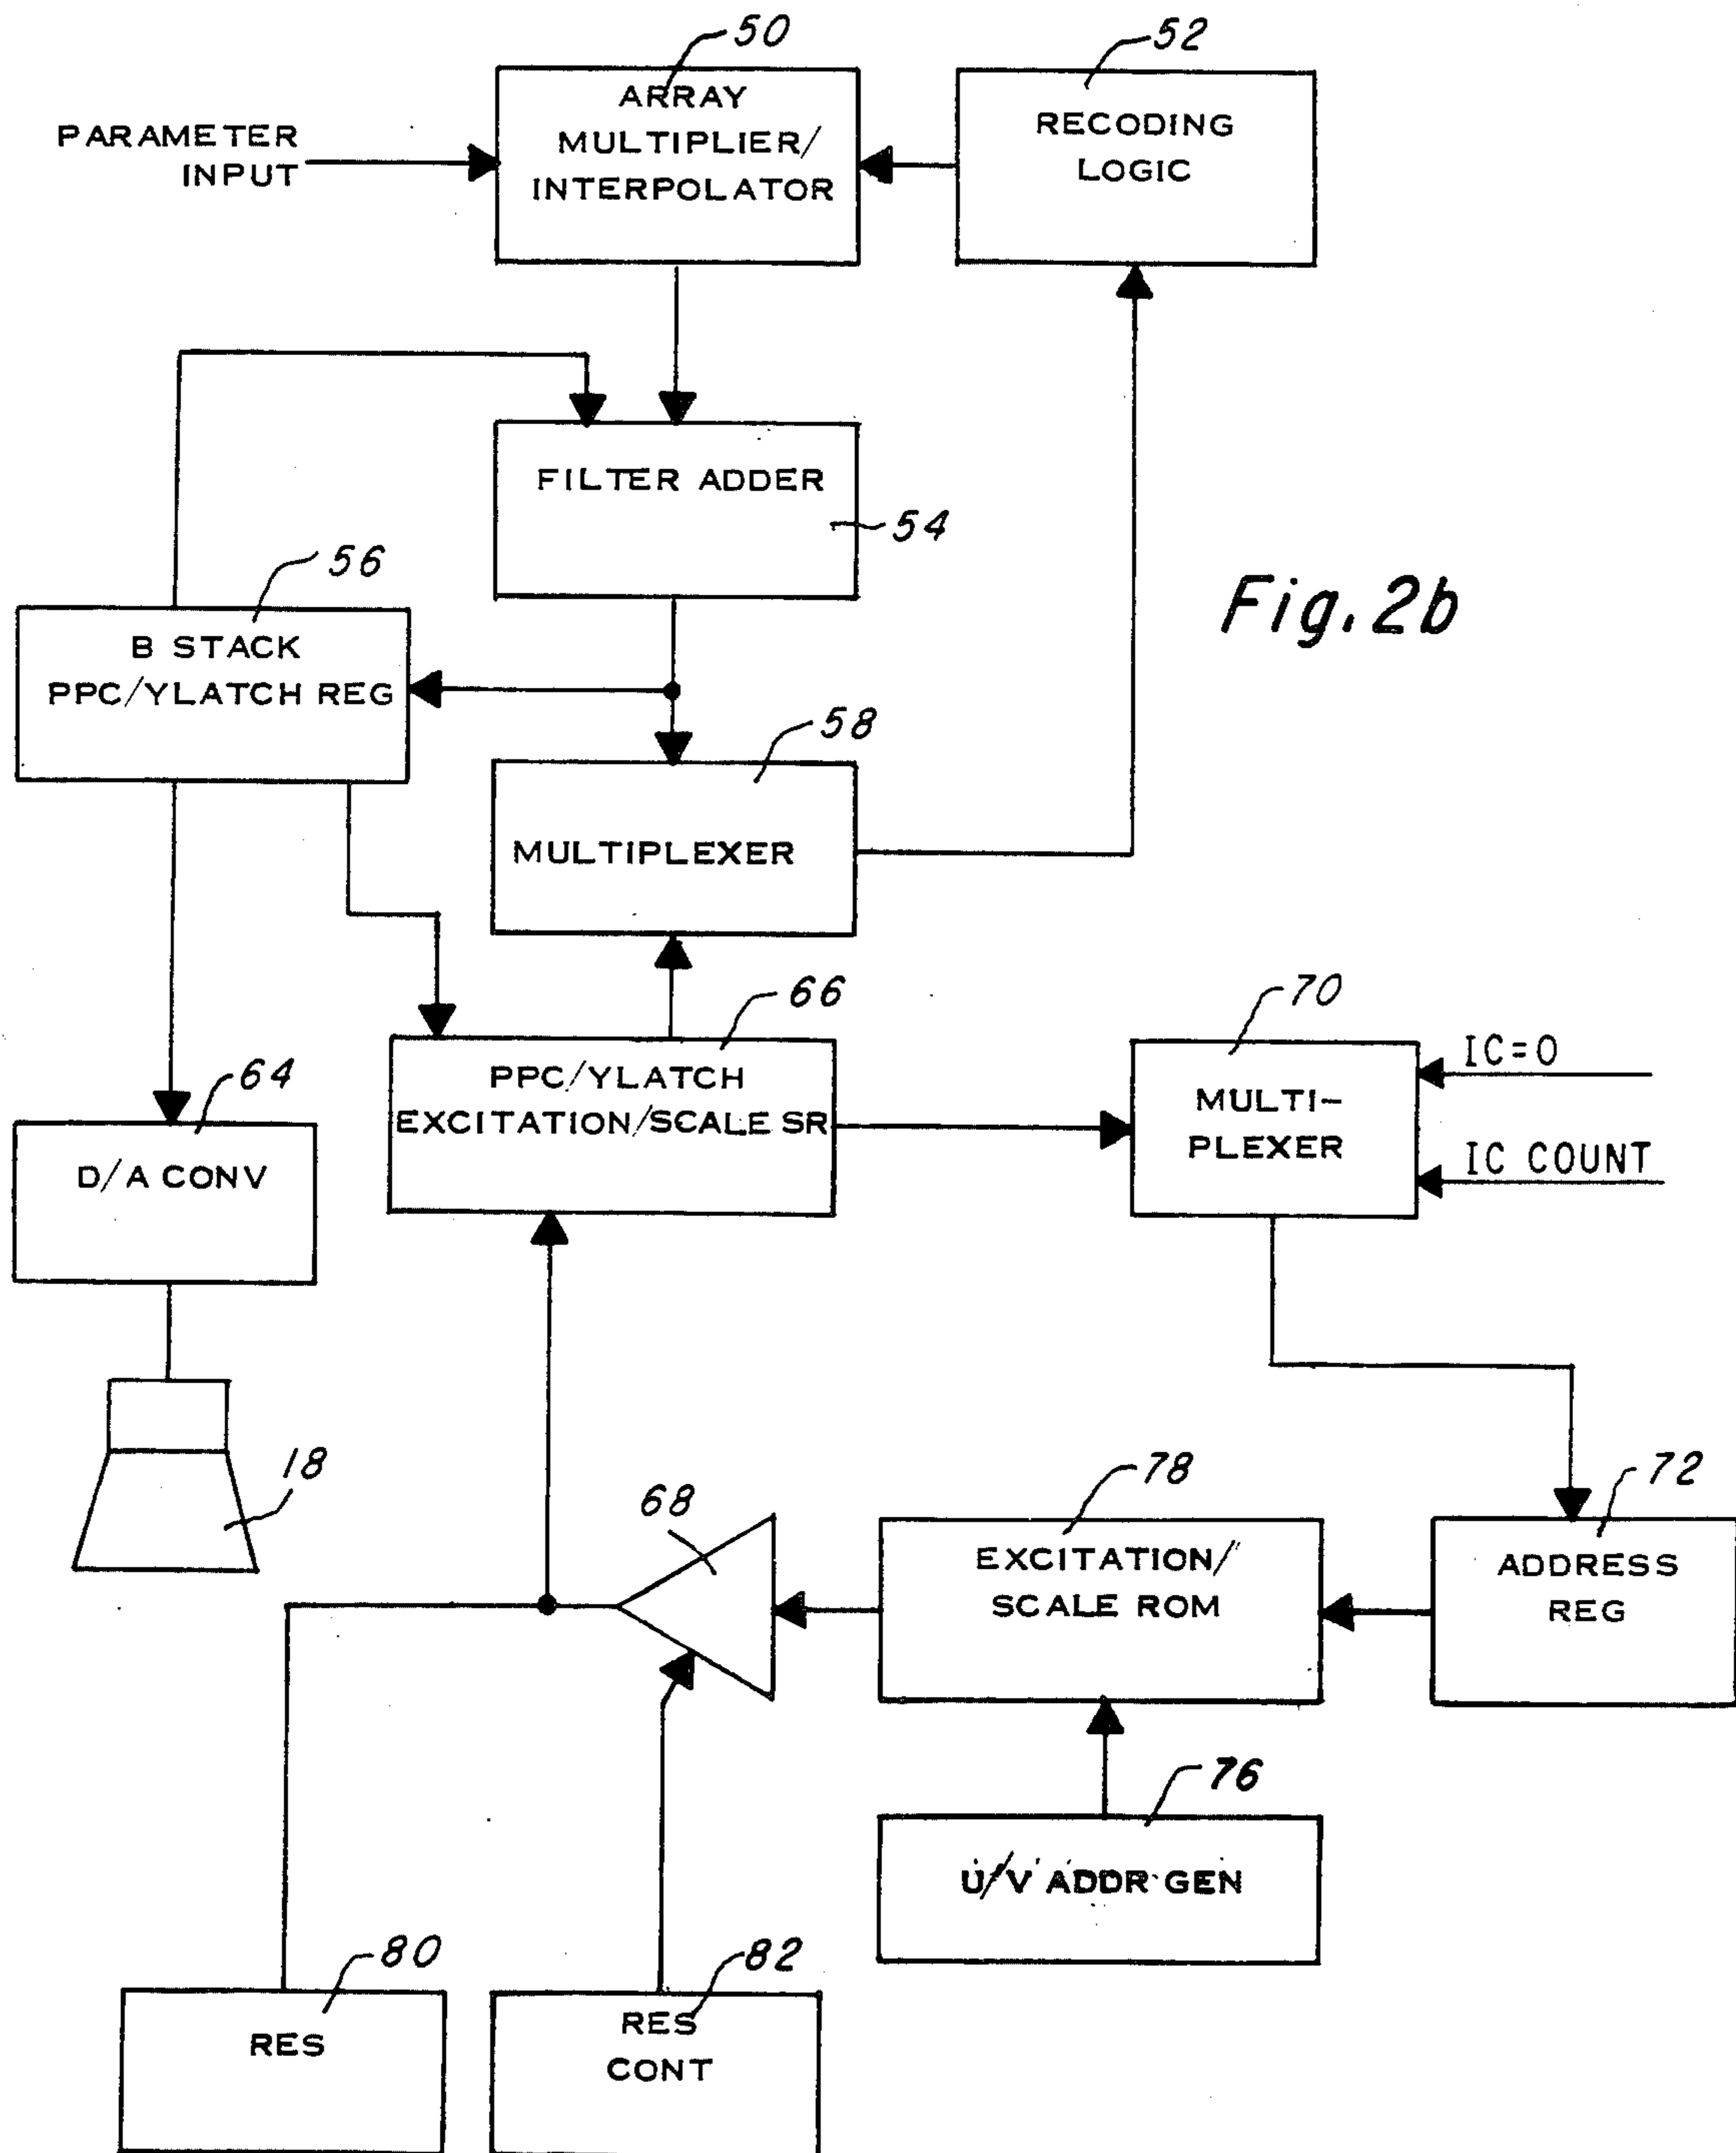 50
52
ARRAY
MULTIPLIER/
INTERPOLATOR
RECODING
LOGIC
PARAMETER
INPUT
FILTER ADDER
54
56
B STACK
PPC/YLATCH REG
Fig. 2b
58
MULTIPLEXER
66
70
PPC/YLATCH
EXCITATION/SCALE SR
MULTI-
PLEXER
IC=0
IC COUNT
64
D/A CONV
18
68
78
72
EXCITATION/
SCALE ROM
ADDRESS
REG
76
U/V ADDR GEN
80
82
RES
RES
CONT